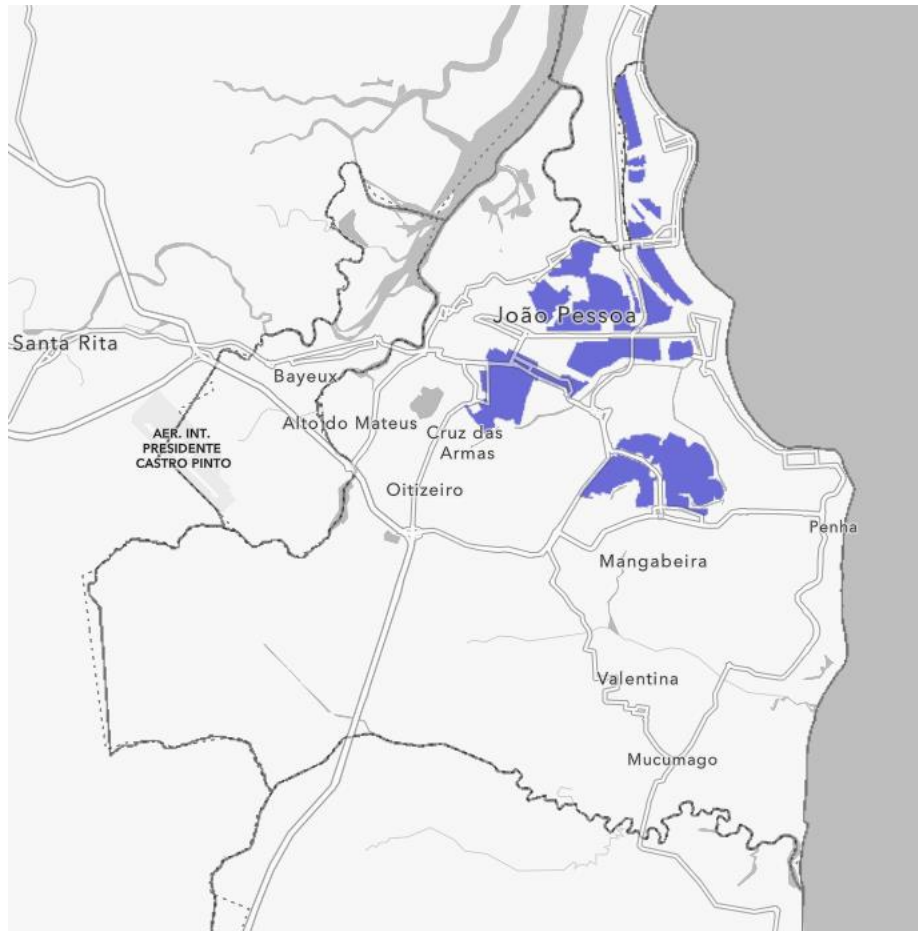 João Pessoa
Santa Rita
Bayeux
Alto do Mateus
Cruz das
Armas
AER. INT.
PRESIDENTE
CASTRO PINTO
Oitizeiro
Penha
Mangabeira
Valentina
Mucumago